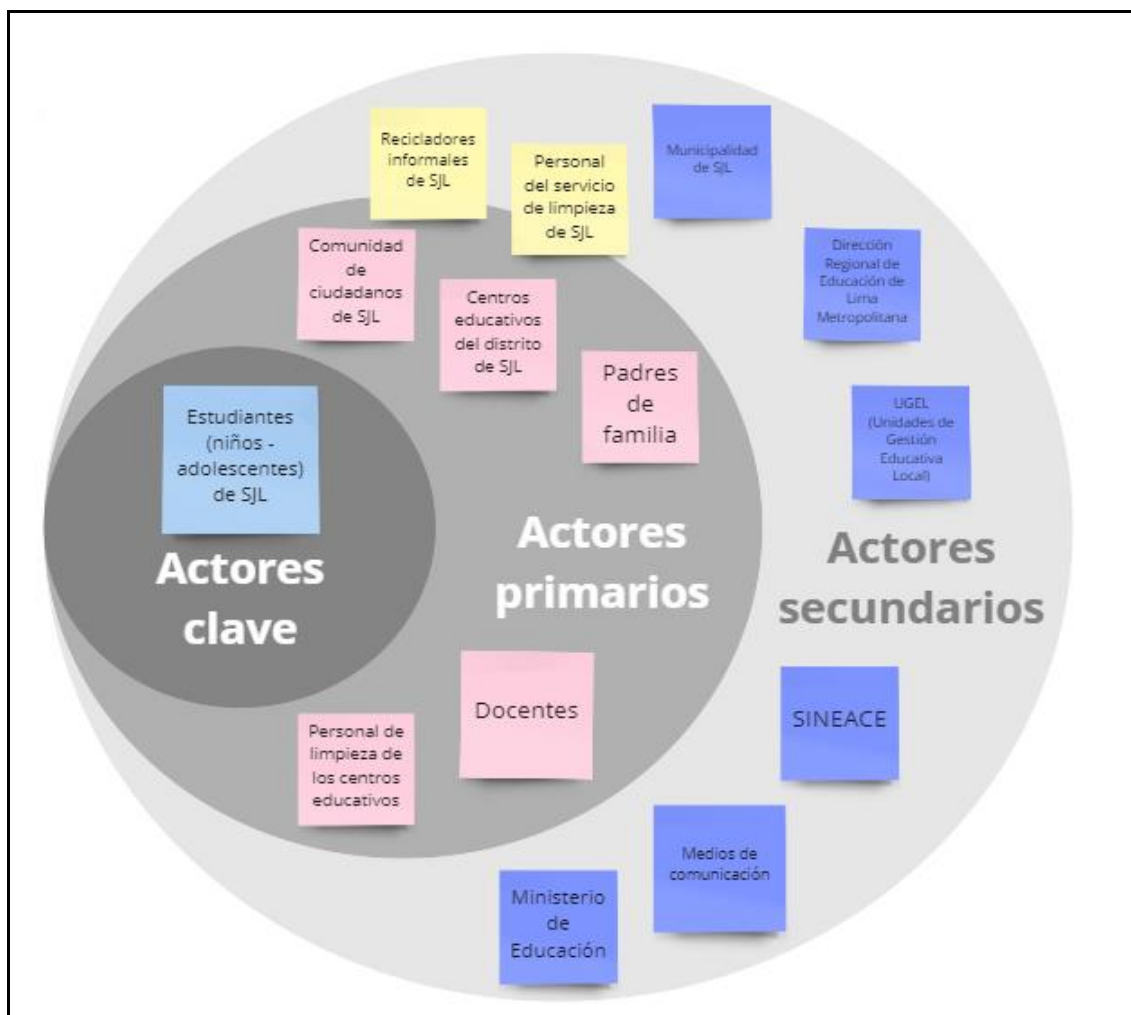 Recicladores
informales
de SJL
Personal
del servicio
de limpieza
de SJL
Municipalidad
de SJL
Comunidad
de
ciudadanos
de SJL
Centros
educativos
del distrito
de SJL
Dirección
Regional de
Educación de
Lima
Metropolitana
Padres
de
familia
Estudiantes
(niños -
adolescentes)
de SJL
UGEL
(Unidades de
Gestión
Educativa
Local)
Actores
clave
Actores
primarios
Actores
secundarios
Docentes
SINEACE
Personal de
limpieza de
los centros
educativos
Medios de
comunicación
Ministerio
de
Educación